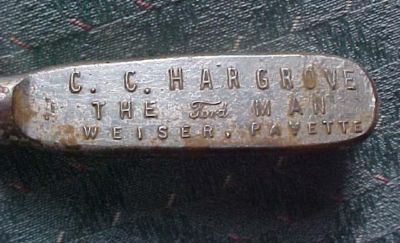 C. C. HARGROVE
THE Ford MAN
WEISER, PAYETTE